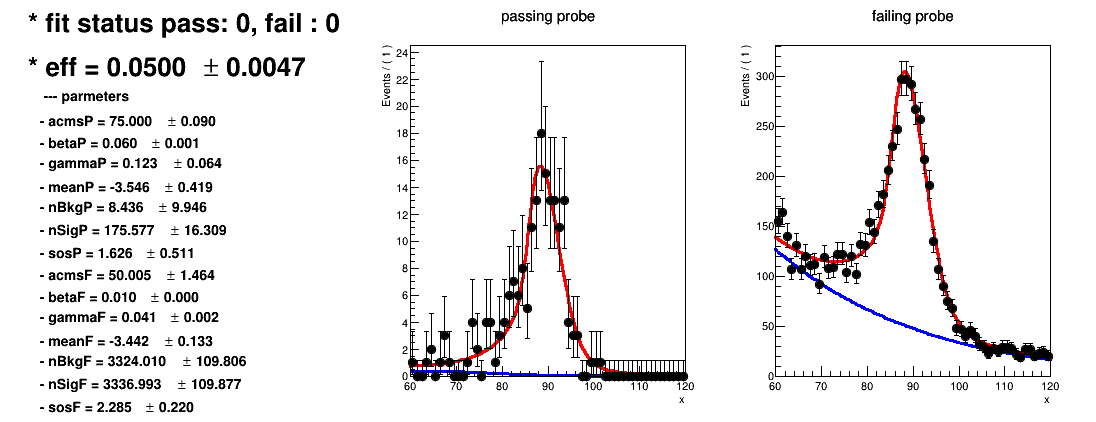 * fit status pass: 0, fail : 0
* eff = 0.0500 ± 0.0047
--- parmeters
- acmsP = 75.000 ± 0.090
- betaP = 0.060 ± 0.001
- gammaP = 0.123 ± 0.064
- meanP = -3.546 ± 0.419
- nBkgP = 8.436 ± 9.946
- nSigP = 175.577 ± 16.309
- sosP = 1.626 ± 0.511
- acmsF = 50.005 ± 1.464
- betaF = 0.010 ± 0.000
- gammaF = 0.041 ± 0.002
- meanF = -3.442 ± 0.133
- nBkgF = 3324.010 ± 109.806
- nSigF = 3336.993 ± 109.877
- sosF = 2.285 ± 0.220
passing probe
Events / ( 1 )
24
22
20
18
16
14
12
10
8
6
4
2
0
60 70 80 90 100 110 120
x
failing probe
Events / ( 1 )
300
250
200
150
100
50
0
60 70 80 90 100 110 120
x